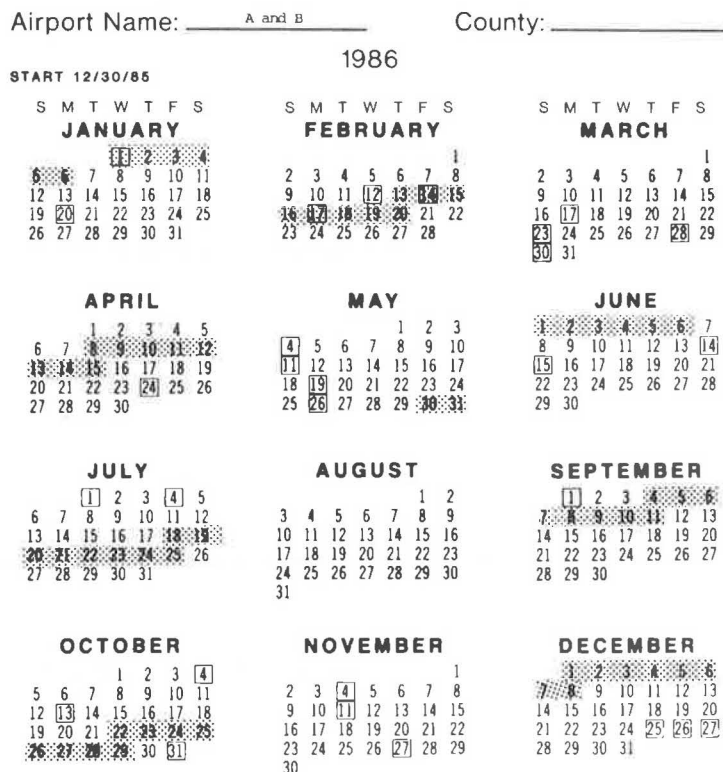 Airport Name: A and B County:
1986
START 12/30/85
S M T W T F S
JANUARY
1 2 3 4
5 6 7 8 9 10 11
12 13 14 15 16 17 18
19 20 21 22 23 24 25
26 27 28 29 30 31
S M T W T F S
FEBRUARY
1
2 3 4 5 6 7 8
9 10 11 12 13 14 15
16 17 18 19 20 21 22
23 24 25 26 27 28
S M T W T F S
MARCH
1
2 3 4 5 6 7 8
9 10 11 12 13 14 15
16 17 18 19 20 21 22
23 24 25 26 27 28 29
30 31
APRIL
1 2 3 4 5
6 7 8 9 10 11 12
13 14 15 16 17 18 19
20 21 22 23 24 25 26
27 28 29 30
MAY
1 2 3
4 5 6 7 8 9 10
11 12 13 14 15 16 17
18 19 20 21 22 23 24
25 26 27 28 29 30 31
JUNE
1 2 3 4 5 6 7
8 9 10 11 12 13 14
15 16 17 18 19 20 21
22 23 24 25 26 27 28
29 30
JULY
1 2 3 4 5
6 7 8 9 10 11 12
13 14 15 16 17 18 19
20 21 22 23 24 25 26
27 28 29 30 31
AUGUST
1 2
3 4 5 6 7 8 9
10 11 12 13 14 15 16
17 18 19 20 21 22 23
24 25 26 27 28 29 30
31
SEPTEMBER
1 2 3 4 5 6
7 8 9 10 11 12 13
14 15 16 17 18 19 20
21 22 23 24 25 26 27
28 29 30
OCTOBER
1 2 3 4
5 6 7 8 9 10 11
12 13 14 15 16 17 18
19 20 21 22 23 24 25
26 27 28 29 30 31
NOVEMBER
1
2 3 4 5 6 7 8
9 10 11 12 13 14 15
16 17 18 19 20 21 22
23 24 25 26 27 28 29
30
DECEMBER
1 2 3 4 5 6
7 8 9 10 11 12 13
14 15 16 17 18 19 20
21 22 23 24 25 26 27
28 29 30 31